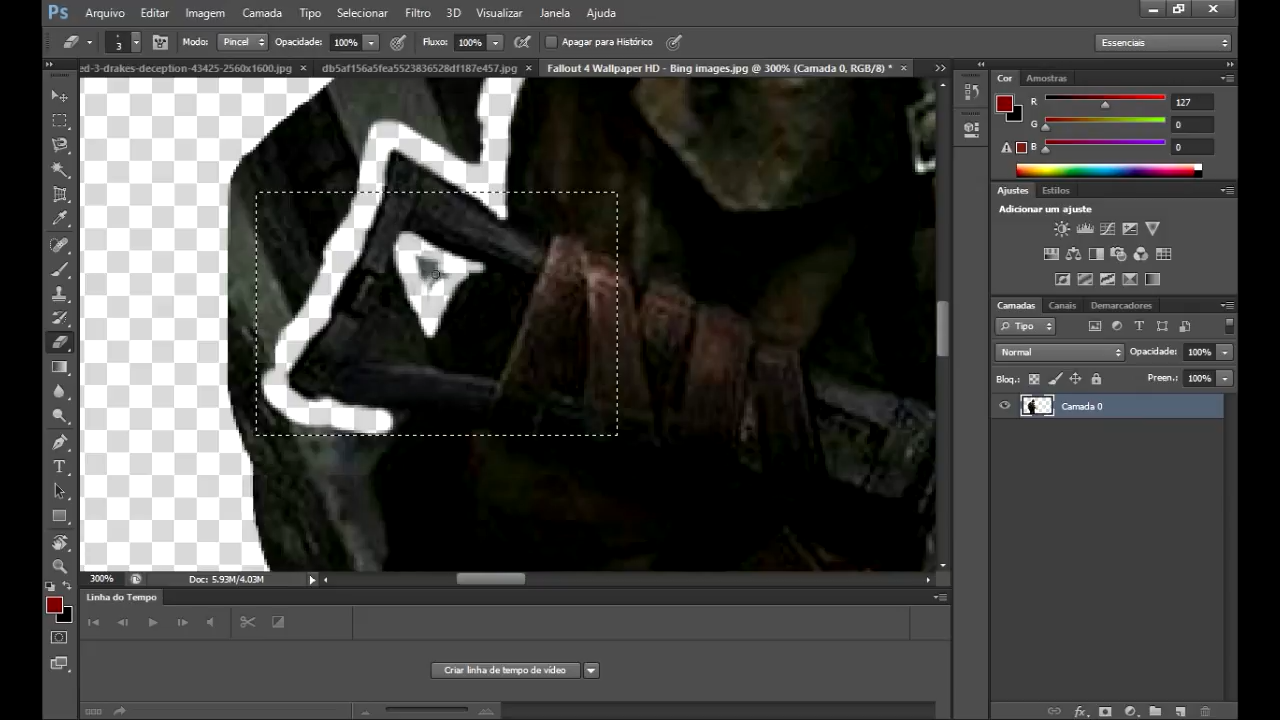 Ps Arquivo Editar Imagem Camada Tipo Selecionar Filtro 3D Visualizar Janela Ajuda
3 Modo: Pincel Opacidade: 100% Fluxo: 100% Apagar para Histórico Essenciais
ed-3-drakes-deception-43425-2560x1600.jpg × db5af156a5fea5523836528df187e457.jpg × Fallout 4 Wallpaper HD - Bing images.jpg @ 300% (Camada 0, RGB/8) * ×
Cor Amostras
R 127
G 0
B 0
Ajustes Estilos
Adicionar um ajuste
Camadas Canais Demarcadores
Tipo
Normal Opacidade: 100%
Bloq.: Preen.: 100%
Camada 0
300% Doc: 5.93M/4.03M
Linha do Tempo
Criar linha de tempo de vídeo